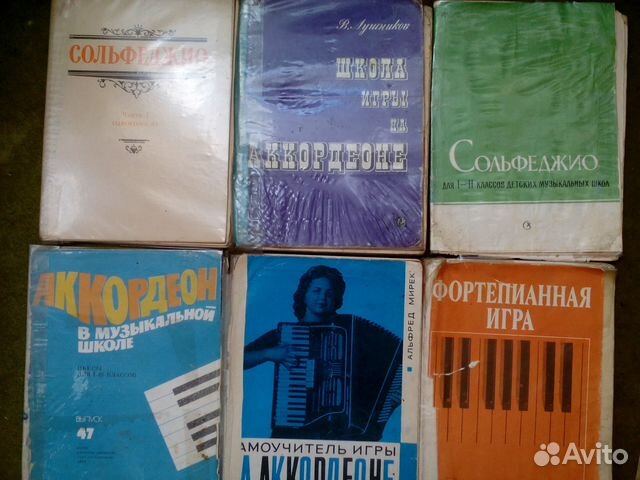 СОЛЬФЕДЖИО
Часть I
В. Лушников
ШКОЛА
ИГРЫ
НА
АККОРДЕОНЕ
СОЛЬФЕДЖИО
ДЛЯ I—II КЛАССОВ ДЕТСКИХ МУЗЫКАЛЬНЫХ ШКОЛ
АККОРДЕОН
В МУЗЫКАЛЬНОЙ
ШКОЛЕ
ВЫПУСК
47
АЛЬФРЕД МИРЕК
АМОУЧИТЕЛЬ ИГРЫ
А АККОРДЕОНЕ
ФОРТЕПИАННАЯ
ИГРА
Avito